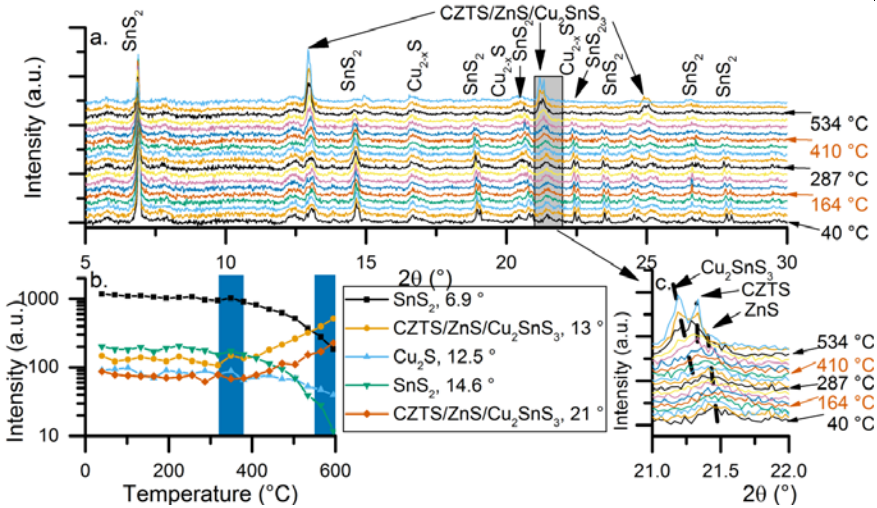 CZTS/ZnS/Cu₂SnS₃
a.
SnS₂
SnS₂
Cu₂₋ₓS
SnS₂
Cu₂₋ₓS
SnS₂
Cu₂₋ₓS
SnS₂
SnS₂
SnS₂
SnS₂
Intensity (a.u.)
534 °C
410 °C
287 °C
164 °C
40 °C
5 10 15 20 25 30
2θ (°)
b.
Intensity (a.u.)
1000
100
10
0 200 400 600
Temperature (°C)
SnS₂, 6.9 °
CZTS/ZnS/Cu₂SnS₃, 13 °
Cu₂S, 12.5 °
SnS₂, 14.6 °
CZTS/ZnS/Cu₂SnS₃, 21 °
c.
Cu₂SnS₃
CZTS
ZnS
Intensity (a.u.)
534 °C
410 °C
287 °C
164 °C
40 °C
21.0 21.5 22.0
2θ (°)